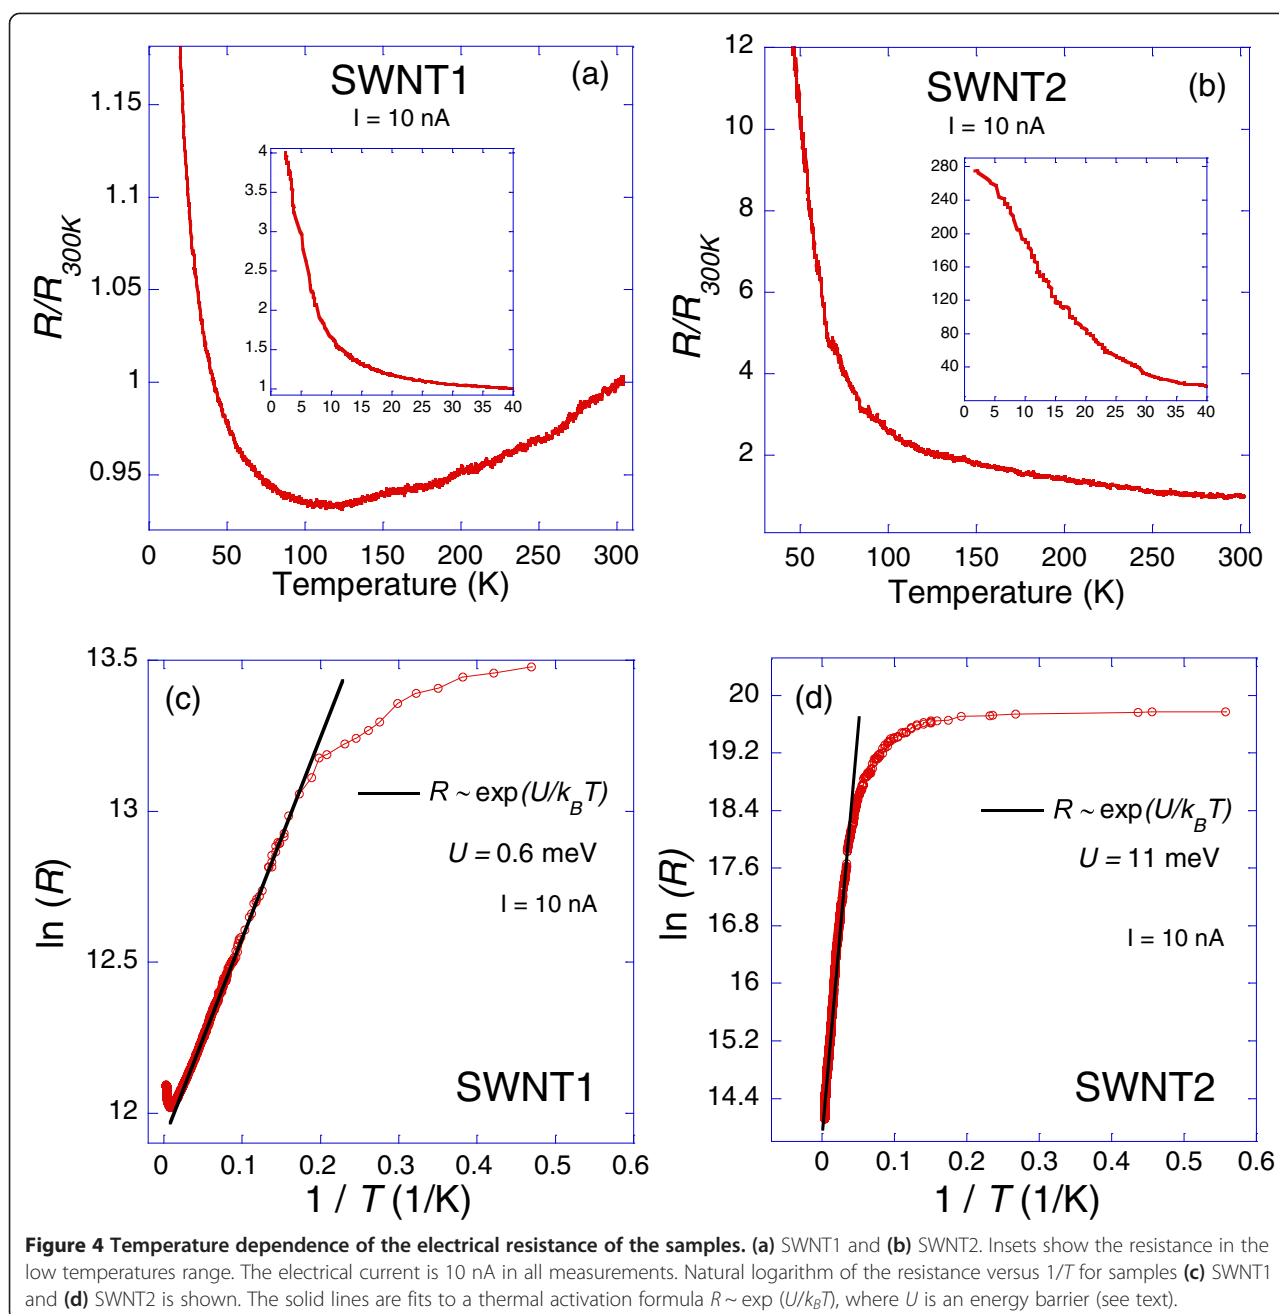 SWNT1
(a)
I = 10 nA
R/R300K
1.15
1.1
1.05
1
0.95
0 50 100 150 200 250 300
Temperature (K)
4
3.5
3
2.5
2
1.5
1
0 5 10 15 20 25 30 35 40
SWNT2
(b)
I = 10 nA
R/R300K
12
10
8
6
4
2
50 100 150 200 250 300
Temperature (K)
280
240
200
160
120
80
40
0 5 10 15 20 25 30 35 40
(c)
ln (R)
13.5
13
12.5
12
R ~ exp(U/kBT)
U = 0.6 meV
I = 10 nA
SWNT1
0 0.1 0.2 0.3 0.4 0.5 0.6
1 / T (1/K)
(d)
ln (R)
20
19.2
18.4
17.6
16.8
16
15.2
14.4
R ~ exp(U/kBT)
U = 11 meV
I = 10 nA
SWNT2
0 0.1 0.2 0.3 0.4 0.5 0.6
1 / T (1/K)
Figure 4 Temperature dependence of the electrical resistance of the samples. (a) SWNT1 and (b) SWNT2. Insets show the resistance in the
low temperatures range. The electrical current is 10 nA in all measurements. Natural logarithm of the resistance versus 1/T for samples (c) SWNT1
and (d) SWNT2 is shown. The solid lines are fits to a thermal activation formula R ~ exp (U/kBT), where U is an energy barrier (see text).